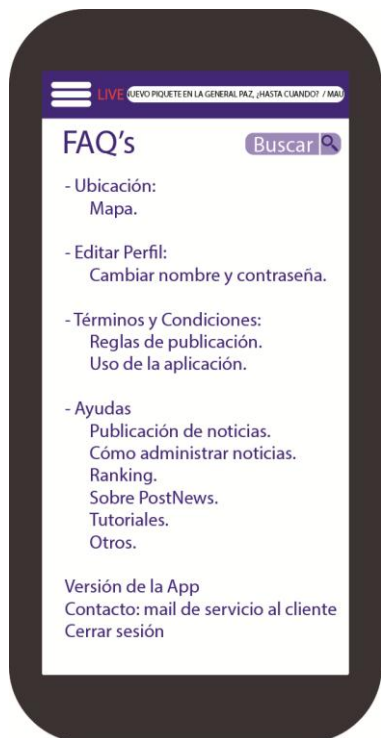 LIVE NUEVO PIQUETE EN LA GENERAL PAZ, ¿HASTA CUANDO? / MAU
FAQ's
Buscar
- Ubicación:
Mapa.
- Editar Perfil:
Cambiar nombre y contraseña.
- Términos y Condiciones:
Reglas de publicación.
Uso de la aplicación.
- Ayudas
Publicación de noticias.
Cómo administrar noticias.
Ranking.
Sobre PostNews.
Tutoriales.
Otros.
Versión de la App
Contacto: mail de servicio al cliente
Cerrar sesión